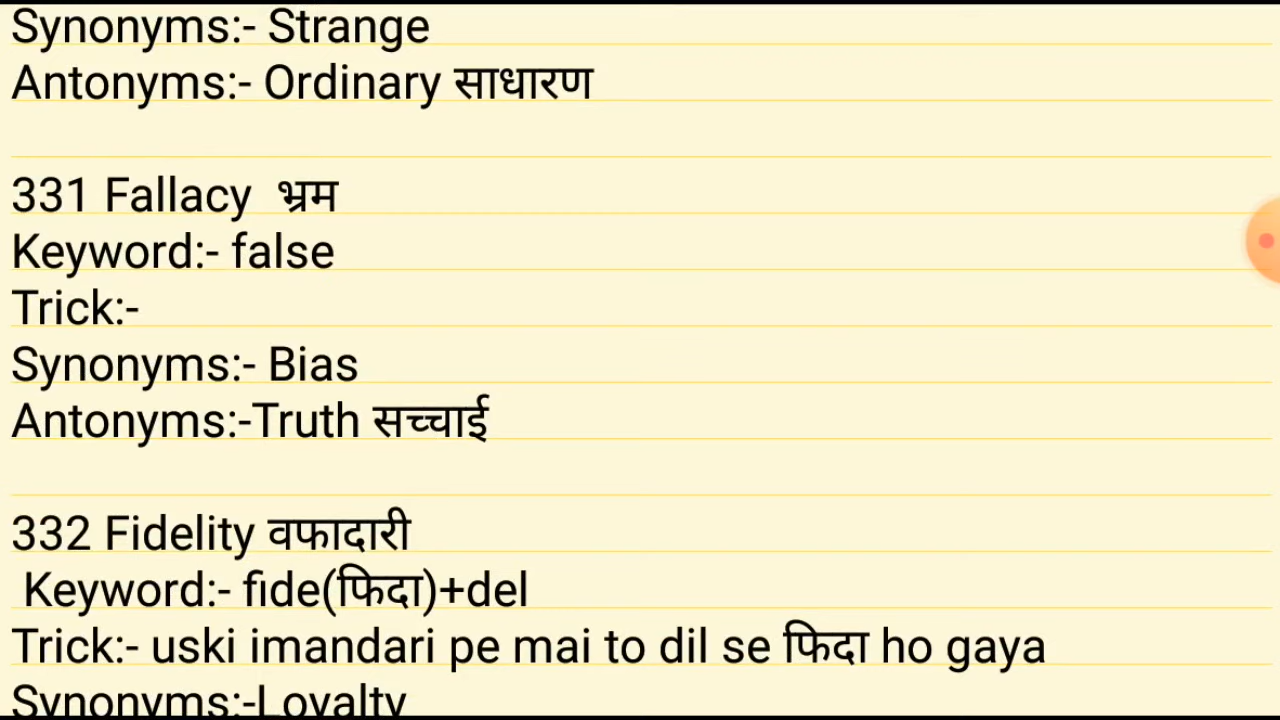 Synonyms:- Strange
Antonyms:- Ordinary साधारण
331 Fallacy भ्रम
Keyword:- false
Trick:-
Synonyms:- Bias
Antonyms:-Truth सच्चाई
332 Fidelity वफादारी
Keyword:- fide(फिदा)+del
Trick:- uski imandari pe mai to dil se फिदा ho gaya
Synonyms:-Loyalty